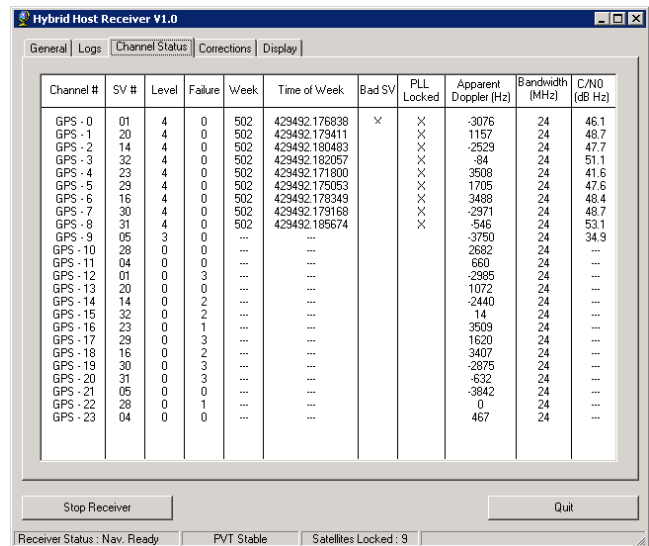 Hybrid Host Receiver V1.0
General Logs Channel Status Corrections Display
Channel # SV # Level Failure Week Time of Week Bad SV PLL Locked Apparent Doppler (Hz) Bandwidth (MHz) C/N0 (dB Hz)
GPS - 0 01 4 0 502 429492.176838 X X -3076 24 46.1
GPS - 1 20 4 0 502 429492.179411 X 1157 24 48.7
GPS - 2 14 4 0 502 429492.180483 X -2529 24 47.7
GPS - 3 32 4 0 502 429492.182057 X -84 24 51.1
GPS - 4 23 4 0 502 429492.171800 X 3508 24 41.6
GPS - 5 29 4 0 502 429492.175053 X 1705 24 47.6
GPS - 6 16 4 0 502 429492.178349 X 3488 24 48.4
GPS - 7 30 4 0 502 429492.179168 X -2971 24 48.7
GPS - 8 31 4 0 502 429492.185674 X -546 24 53.1
GPS - 9 05 3 0 --- --- -3750 24 34.9
GPS - 10 28 0 0 --- --- 2682 24 ---
GPS - 11 04 0 0 --- --- 660 24 ---
GPS - 12 01 0 3 --- --- -2985 24 ---
GPS - 13 20 0 0 --- --- 1072 24 ---
GPS - 14 14 0 2 --- --- -2440 24 ---
GPS - 15 32 0 2 --- --- 14 24 ---
GPS - 16 23 0 1 --- --- 3509 24 ---
GPS - 17 29 0 3 --- --- 1620 24 ---
GPS - 18 16 0 2 --- --- 3407 24 ---
GPS - 19 30 0 3 --- --- -2875 24 ---
GPS - 20 31 0 3 --- --- -632 24 ---
GPS - 21 05 0 0 --- --- -3842 24 ---
GPS - 22 28 0 1 --- --- 0 24 ---
GPS - 23 04 0 0 --- --- 467 24 ---
Stop Receiver Quit
Receiver Status : Nav. Ready PVT Stable Satellites Locked : 9